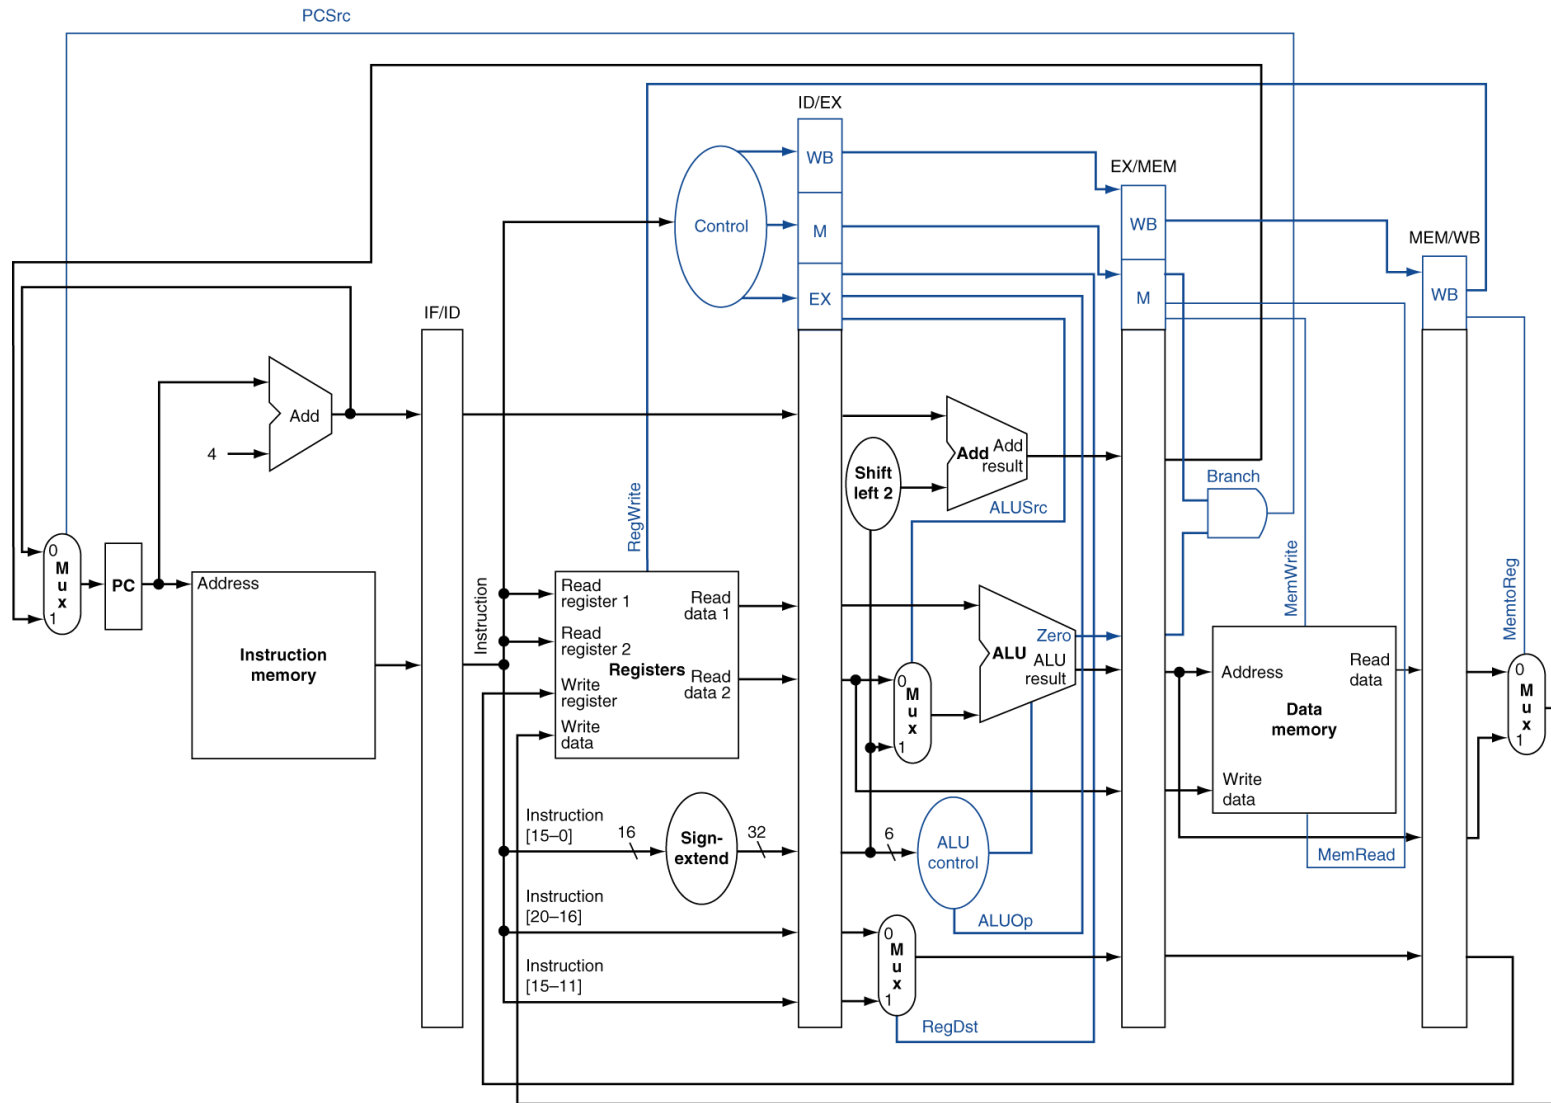 PCSrc
ID/EX
WB
EX/MEM
Control
M
WB
MEM/WB
EX
M
WB
IF/ID
Add
4
Add Add
result
Shift
left 2
ALUSrc
Branch
RegWrite
MemWrite
MemtoReg
0
M
u
x
1
PC
Address
Instruction
memory
Instruction
Read
register 1
Read
register 2
Write
register
Write
data
Registers
Read
data 1
Read
data 2
0
M
u
x
1
Zero
ALU
ALU
result
Address
Read
data
Data
memory
Write
data
0
M
u
x
1
Instruction
[15–0]
16
Sign-
extend
32
6
ALU
control
MemRead
Instruction
[20–16]
ALUOp
0
M
u
x
1
Instruction
[15–11]
RegDst